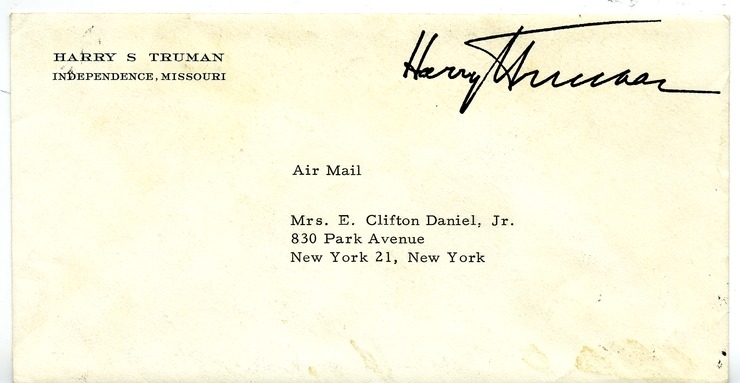 HARRY S TRUMAN
INDEPENDENCE, MISSOURI
Harry S Truman
Air Mail
Mrs. E. Clifton Daniel, Jr.
830 Park Avenue
New York 21, New York